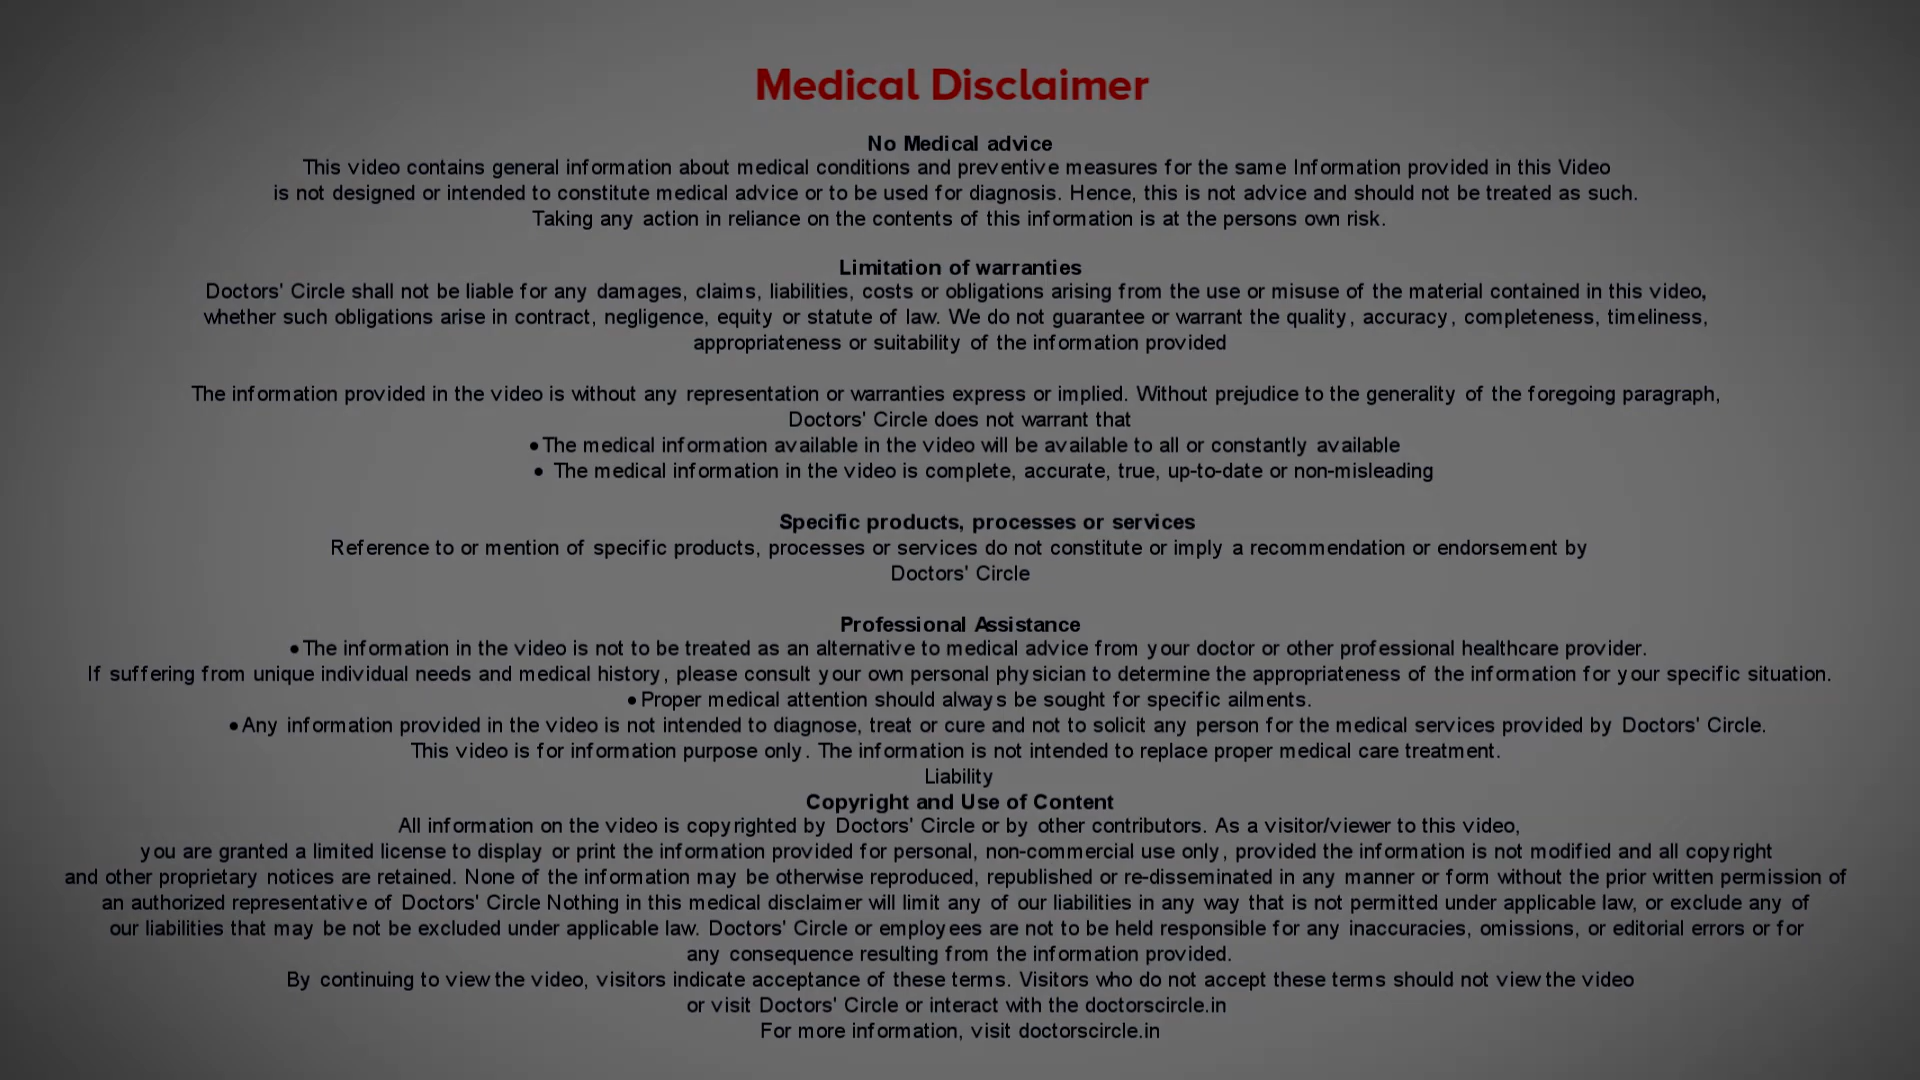 Medical Disclaimer
No Medical advice
This video contains general information about medical conditions and preventive measures for the same Information provided in this Video
is not designed or intended to constitute medical advice or to be used for diagnosis. Hence, this is not advice and should not be treated as such.
Taking any action in reliance on the contents of this information is at the persons own risk.
Limitation of warranties
Doctors' Circle shall not be liable for any damages, claims, liabilities, costs or obligations arising from the use or misuse of the material contained in this video,
whether such obligations arise in contract, negligence, equity or statute of law. We do not guarantee or warrant the quality, accuracy, completeness, timeliness,
appropriateness or suitability of the information provided
The information provided in the video is without any representation or warranties express or implied. Without prejudice to the generality of the foregoing paragraph,
Doctors' Circle does not warrant that
• The medical information available in the video will be available to all or constantly available
• The medical information in the video is complete, accurate, true, up-to-date or non-misleading
Specific products, processes or services
Reference to or mention of specific products, processes or services do not constitute or imply a recommendation or endorsement by
Doctors' Circle
Professional Assistance
• The information in the video is not to be treated as an alternative to medical advice from your doctor or other professional healthcare provider.
If suffering from unique individual needs and medical history, please consult your own personal physician to determine the appropriateness of the information for your specific situation.
• Proper medical attention should always be sought for specific ailments.
• Any information provided in the video is not intended to diagnose, treat or cure and not to solicit any person for the medical services provided by Doctors' Circle.
This video is for information purpose only. The information is not intended to replace proper medical care treatment.
Liability
Copyright and Use of Content
All information on the video is copyrighted by Doctors' Circle or by other contributors. As a visitor/viewer to this video,
you are granted a limited license to display or print the information provided for personal, non-commercial use only, provided the information is not modified and all copyright
and other proprietary notices are retained. None of the information may be otherwise reproduced, republished or re-disseminated in any manner or form without the prior written permission of
an authorized representative of Doctors' Circle Nothing in this medical disclaimer will limit any of our liabilities in any way that is not permitted under applicable law, or exclude any of
our liabilities that may be not be excluded under applicable law. Doctors' Circle or employees are not to be held responsible for any inaccuracies, omissions, or editorial errors or for
any consequence resulting from the information provided.
By continuing to view the video, visitors indicate acceptance of these terms. Visitors who do not accept these terms should not view the video
or visit Doctors' Circle or interact with the doctorscircle.in
For more information, visit doctorscircle.in